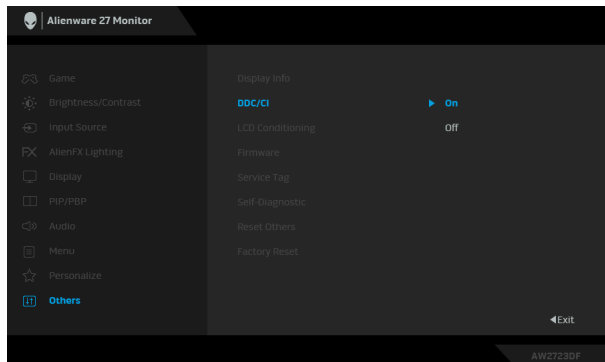 Alienware 27 Monitor
Game
Display Info
Brightness/Contrast
DDC/CI
On
Input Source
LCD Conditioning
Off
AlienFX Lighting
Firmware
Display
Service Tag
PIP/PBP
Self-Diagnostic
Audio
Reset Others
Menu
Factory Reset
Personalize
Others
Exit
AW2723DF